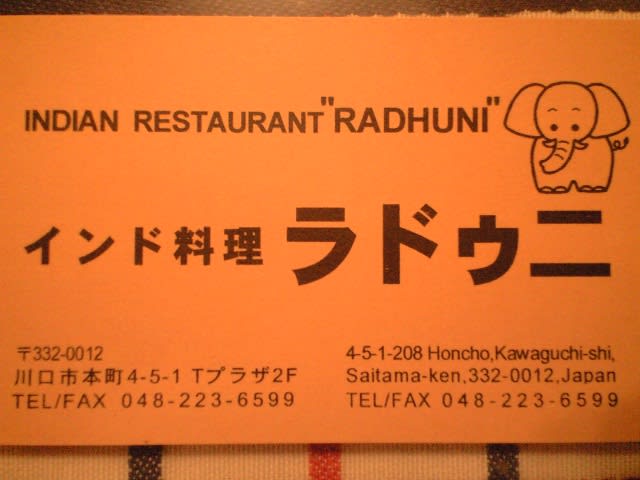 INDIAN RESTAURANT "RADHUNI"
インド料理 ラドゥニ
〒332-0012
川口市本町4-5-1 Tプラザ2F
TEL/FAX 048-223-6599
4-5-1-208 Honcho,Kawaguchi-shi,
Saitama-ken,332-0012,Japan
TEL/FAX 048-223-6599